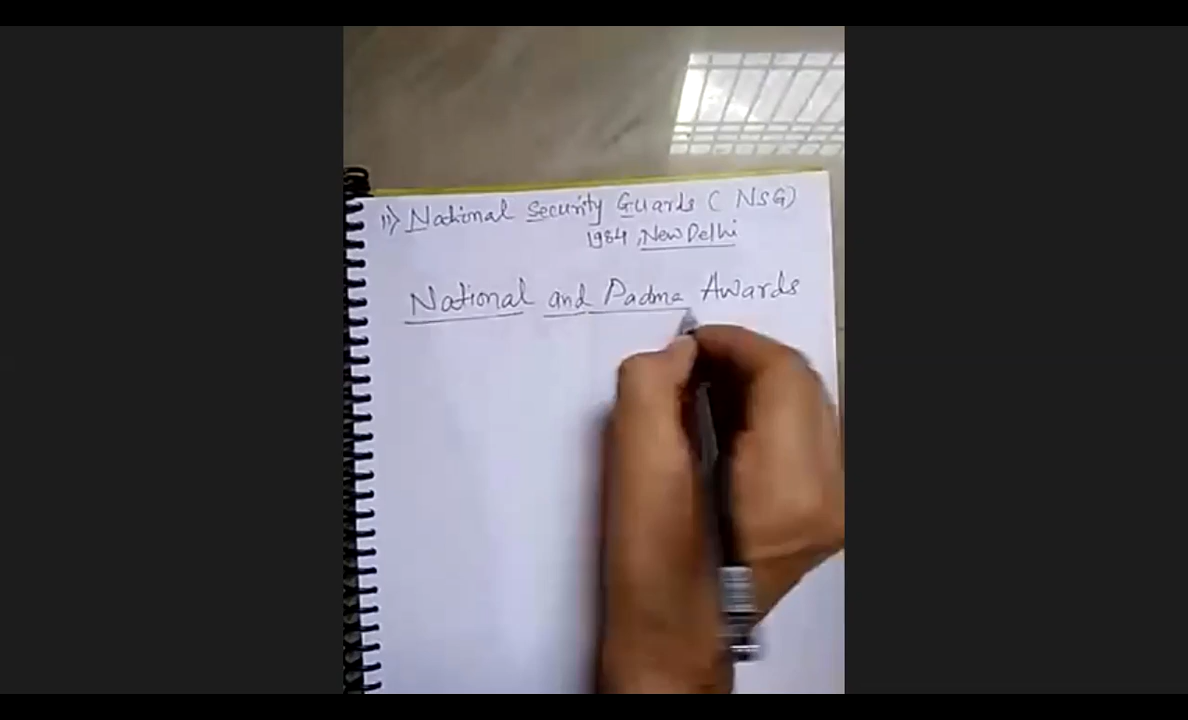 11) National Security Guards ( NSG)
1984, New Delhi
National and Padma Awards